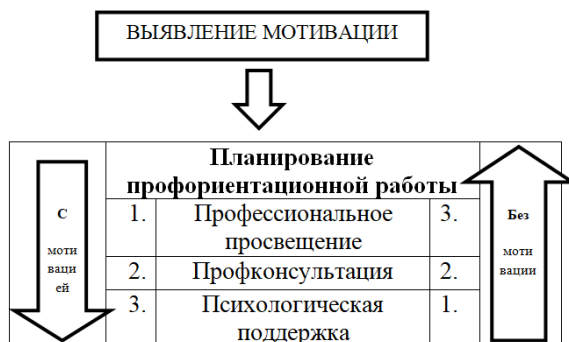 ВЫЯВЛЕНИЕ МОТИВАЦИИ
Планирование
профориентационной работы
С
моти
ваци
ей
1. Профессиональное
просвещение
3.
2. Профконсультация 2.
3. Психологическая
поддержка
1.
Без
моти
вации